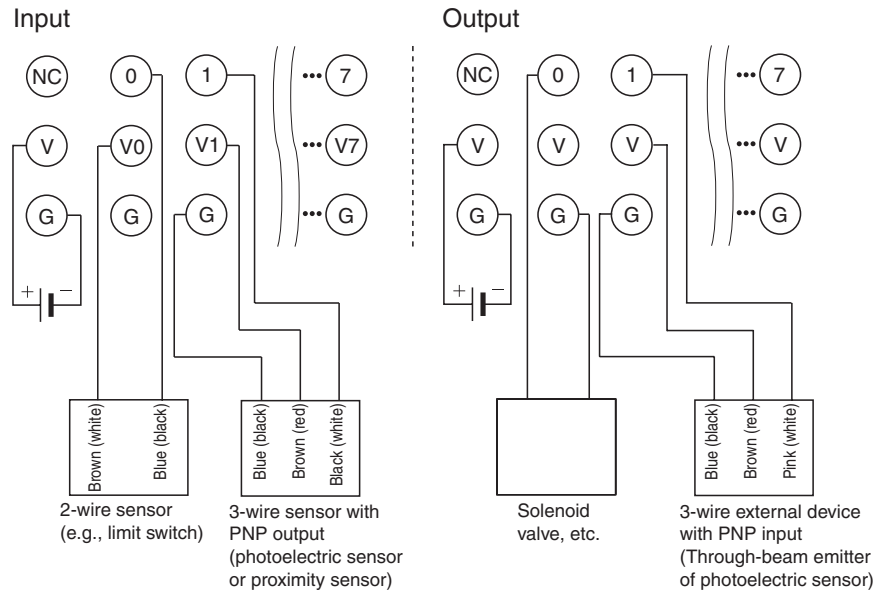 Input
Output
NC 0 1 ••• 7
NC 0 1 ••• 7
V V0 V1 ••• V7
V V V ••• V
G G G ••• G
G G G ••• G
+ −
+ −
Brown (white)
Blue (black)
Blue (black)
Brown (red)
Black (white)
Blue (black)
Brown (red)
Pink (white)
2-wire sensor
(e.g., limit switch)
3-wire sensor with
PNP output
(photoelectric sensor
or proximity sensor)
Solenoid
valve, etc.
3-wire external device
with PNP input
(Through-beam emitter
of photoelectric sensor)